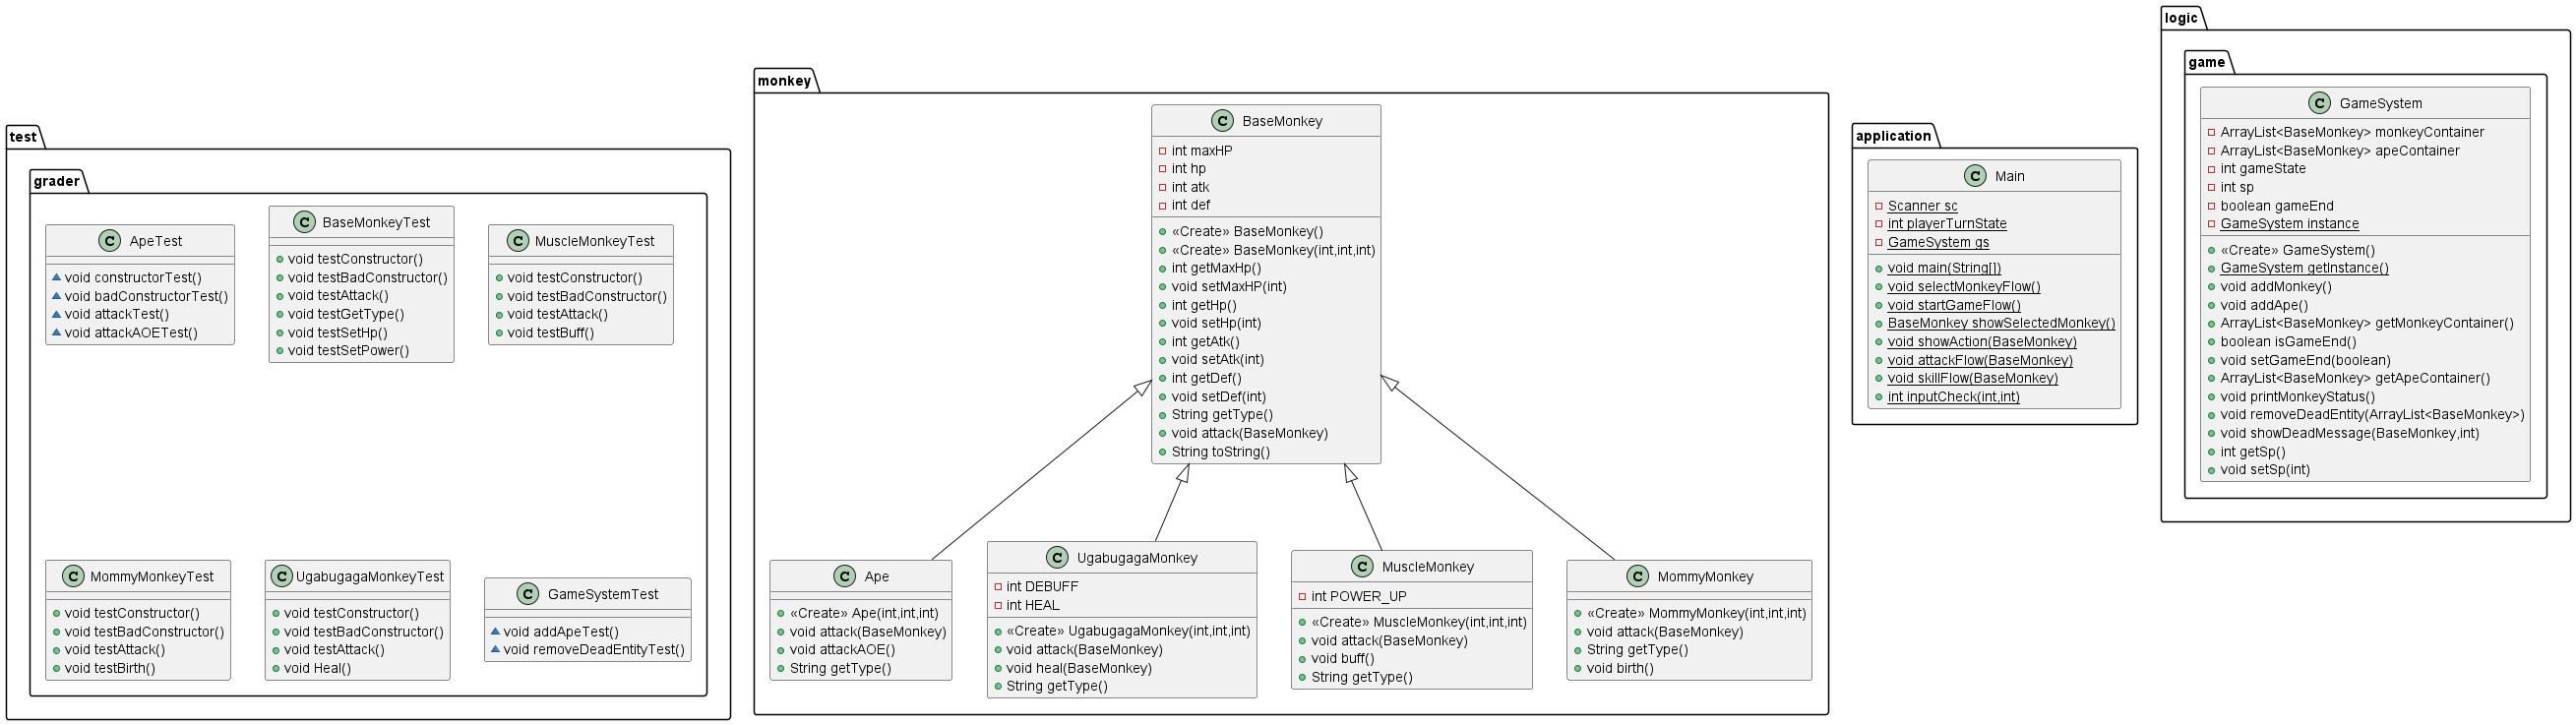 test
grader
C ApeTest
void constructorTest()
void badConstructorTest()
void attackTest()
void attackAOETest()
C BaseMonkeyTest
void testConstructor()
void testBadConstructor()
void testAttack()
void testGetType()
void testSetHp()
void testSetPower()
C MuscleMonkeyTest
void testConstructor()
void testBadConstructor()
void testAttack()
void testBuff()
C MommyMonkeyTest
void testConstructor()
void testBadConstructor()
void testAttack()
void testBirth()
C UgabugagaMonkeyTest
void testConstructor()
void testBadConstructor()
void testAttack()
void Heal()
C GameSystemTest
void addApeTest()
void removeDeadEntityTest()
monkey
C BaseMonkey
int maxHP
int hp
int atk
int def
«Create» BaseMonkey()
«Create» BaseMonkey(int,int,int)
int getMaxHp()
void setMaxHP(int)
int getHp()
void setHp(int)
int getAtk()
void setAtk(int)
int getDef()
void setDef(int)
String getType()
void attack(BaseMonkey)
String toString()
C Ape
«Create» Ape(int,int,int)
void attack(BaseMonkey)
void attackAOE()
String getType()
C UgabugagaMonkey
int DEBUFF
int HEAL
«Create» UgabugagaMonkey(int,int,int)
void attack(BaseMonkey)
void heal(BaseMonkey)
String getType()
C MuscleMonkey
int POWER_UP
«Create» MuscleMonkey(int,int,int)
void attack(BaseMonkey)
void buff()
String getType()
C MommyMonkey
«Create» MommyMonkey(int,int,int)
void attack(BaseMonkey)
String getType()
void birth()
application
C Main
Scanner sc
int playerTurnState
GameSystem gs
void main(String[])
void selectMonkeyFlow()
void startGameFlow()
BaseMonkey showSelectedMonkey()
void showAction(BaseMonkey)
void attackFlow(BaseMonkey)
void skillFlow(BaseMonkey)
int inputCheck(int,int)
logic
game
C GameSystem
ArrayList<BaseMonkey> monkeyContainer
ArrayList<BaseMonkey> apeContainer
int gameState
int sp
boolean gameEnd
GameSystem instance
«Create» GameSystem()
GameSystem getInstance()
void addMonkey()
void addApe()
ArrayList<BaseMonkey> getMonkeyContainer()
boolean isGameEnd()
void setGameEnd(boolean)
ArrayList<BaseMonkey> getApeContainer()
void printMonkeyStatus()
void removeDeadEntity(ArrayList<BaseMonkey>)
void showDeadMessage(BaseMonkey,int)
int getSp()
void setSp(int)